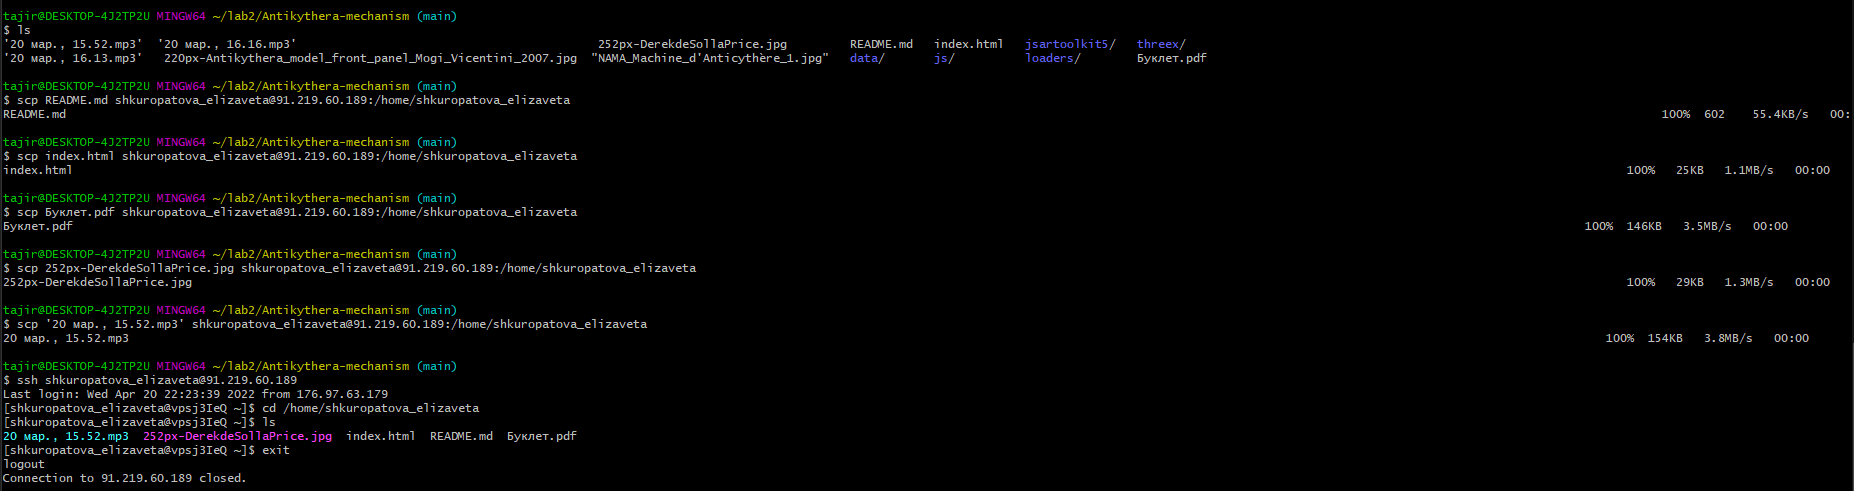 tajir@DESKTOP-4J2TP2U MINGW64 ~/lab2/Antikythera-mechanism (main)
$ ls
'20 мар., 15.52.mp3'  '20 мар., 16.16.mp3'  252px-DerekdeSollaPrice.jpg  README.md  index.html  jsartoolkit5/  threex/
'20 мар., 16.13.mp3'  220px-Antikythera_model_front_panel_Mogi_Vicentini_2007.jpg  "NAMA_Machine_d'Anticythère_1.jpg"  data/  js/  loaders/  Буклет.pdf
tajir@DESKTOP-4J2TP2U MINGW64 ~/lab2/Antikythera-mechanism (main)
$ scp README.md shkuropatova_elizaveta@91.219.60.189:/home/shkuropatova_elizaveta
README.md  100%  602  55.4KB/s  00:
tajir@DESKTOP-4J2TP2U MINGW64 ~/lab2/Antikythera-mechanism (main)
$ scp index.html shkuropatova_elizaveta@91.219.60.189:/home/shkuropatova_elizaveta
index.html  100%  25KB  1.1MB/s  00:00
tajir@DESKTOP-4J2TP2U MINGW64 ~/lab2/Antikythera-mechanism (main)
$ scp Буклет.pdf shkuropatova_elizaveta@91.219.60.189:/home/shkuropatova_elizaveta
Буклет.pdf  100%  146KB  3.5MB/s  00:00
tajir@DESKTOP-4J2TP2U MINGW64 ~/lab2/Antikythera-mechanism (main)
$ scp 252px-DerekdeSollaPrice.jpg shkuropatova_elizaveta@91.219.60.189:/home/shkuropatova_elizaveta
252px-DerekdeSollaPrice.jpg  100%  29KB  1.3MB/s  00:00
tajir@DESKTOP-4J2TP2U MINGW64 ~/lab2/Antikythera-mechanism (main)
$ scp '20 мар., 15.52.mp3' shkuropatova_elizaveta@91.219.60.189:/home/shkuropatova_elizaveta
20 мар., 15.52.mp3  100%  154KB  3.8MB/s  00:00
tajir@DESKTOP-4J2TP2U MINGW64 ~/lab2/Antikythera-mechanism (main)
$ ssh shkuropatova_elizaveta@91.219.60.189
Last login: Wed Apr 20 22:23:39 2022 from 176.97.63.179
[shkuropatova_elizaveta@vpsj3IeQ ~]$ cd /home/shkuropatova_elizaveta
[shkuropatova_elizaveta@vpsj3IeQ ~]$ ls
20 мар., 15.52.mp3  252px-DerekdeSollaPrice.jpg  index.html  README.md  Буклет.pdf
[shkuropatova_elizaveta@vpsj3IeQ ~]$ exit
logout
Connection to 91.219.60.189 closed.